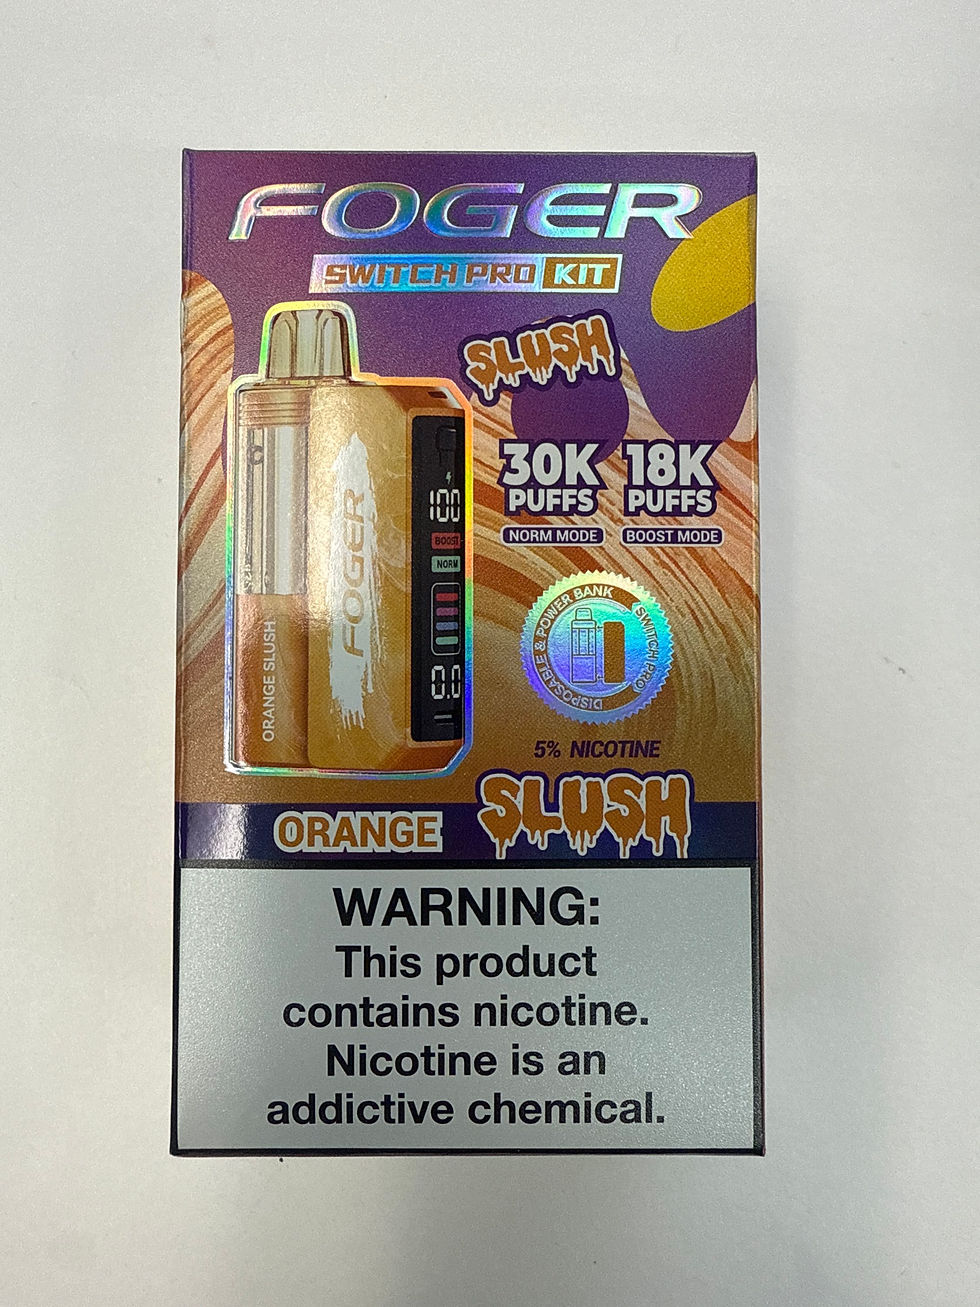 FOGER
SWITCH PRO KIT
SLUSH
30K 18K
PUFFS PUFFS
NORM MODE BOOST MODE
100
BOOST
NORM
0.0
FOGER
ORANGE SLUSH
DISPOSABLE & POWER BANK
SWITCH PRO
5% NICOTINE
ORANGE SLUSH
WARNING:
This product
contains nicotine.
Nicotine is an
addictive chemical.